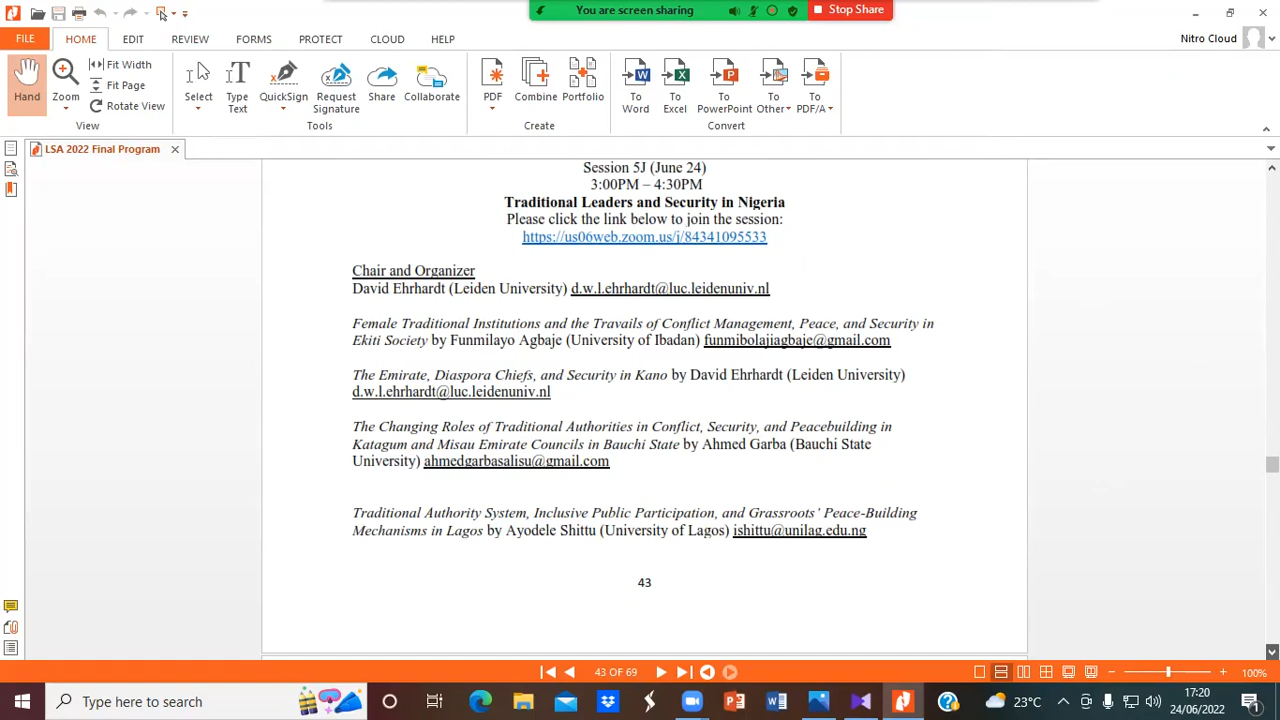 You are screen sharing
Stop Share
FILE
HOME
EDIT
REVIEW
FORMS
PROTECT
CLOUD
HELP
Nitro Cloud
Hand
Zoom
Fit Width
Fit Page
Rotate View
View
Select
Type Text
QuickSign
Request Signature
Share
Collaborate
Tools
PDF
Combine
Portfolio
Create
To Word
To Excel
To PowerPoint
To Other
To PDF/A
Convert
LSA 2022 Final Program
Session 5J (June 24)
3:00PM – 4:30PM
Traditional Leaders and Security in Nigeria
Please click the link below to join the session:
https://us06web.zoom.us/j/84341095533
Chair and Organizer
David Ehrhardt (Leiden University) d.w.l.ehrhardt@luc.leidenuniv.nl
Female Traditional Institutions and the Travails of Conflict Management, Peace, and Security in
Ekiti Society by Funmilayo Agbaje (University of Ibadan) funmibolajiagbaje@gmail.com
The Emirate, Diaspora Chiefs, and Security in Kano by David Ehrhardt (Leiden University)
d.w.l.ehrhardt@luc.leidenuniv.nl
The Changing Roles of Traditional Authorities in Conflict, Security, and Peacebuilding in
Katagum and Misau Emirate Councils in Bauchi State by Ahmed Garba (Bauchi State
University) ahmedgarbasalisu@gmail.com
Traditional Authority System, Inclusive Public Participation, and Grassroots’ Peace-Building
Mechanisms in Lagos by Ayodele Shittu (University of Lagos) ishittu@unilag.edu.ng
43
43 OF 69
100%
Type here to search
23°C
17:20
24/06/2022
1